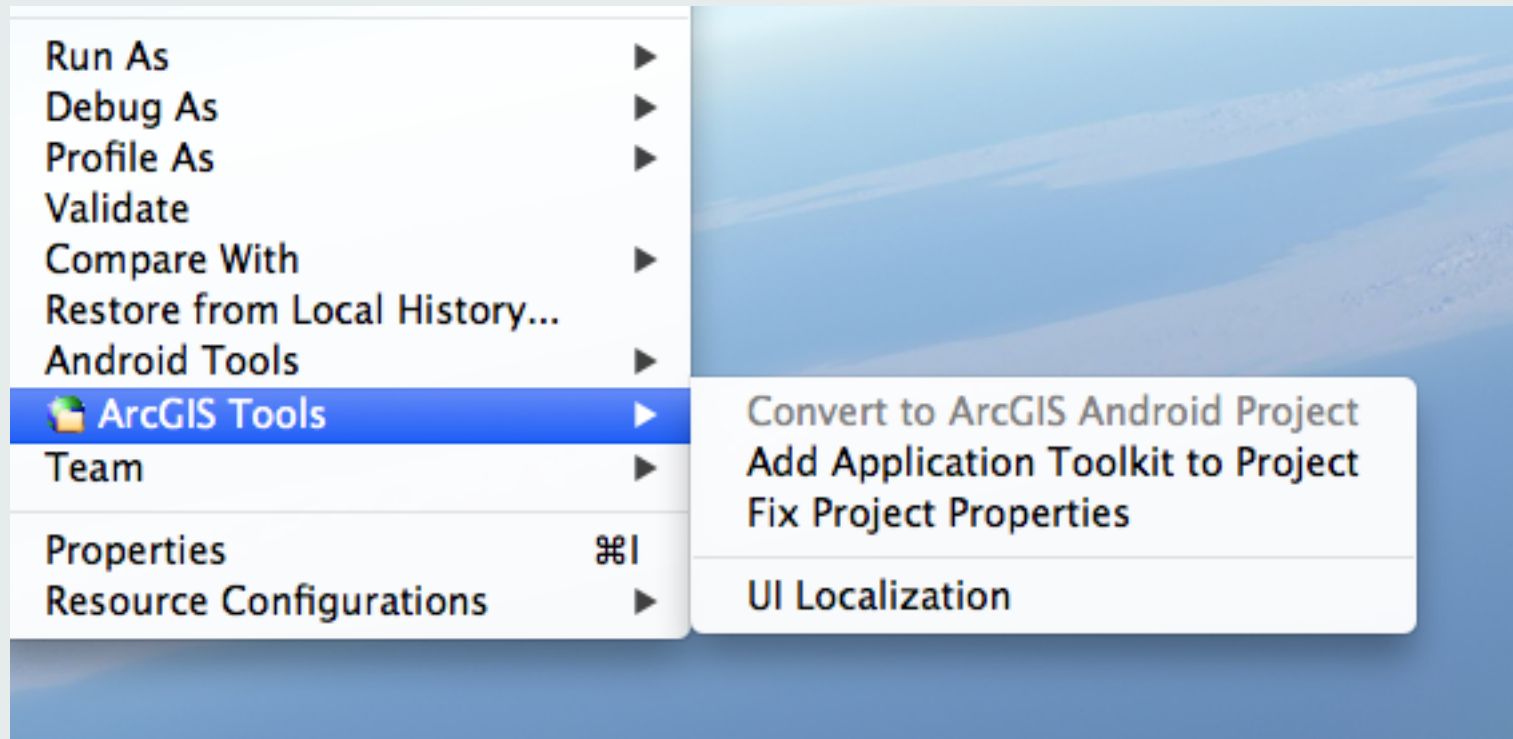 Run As
Debug As
Profile As
Validate
Compare With
Restore from Local History...
Android Tools
ArcGIS Tools
Team
Properties ⌘I
Resource Configurations
Convert to ArcGIS Android Project
Add Application Toolkit to Project
Fix Project Properties
UI Localization